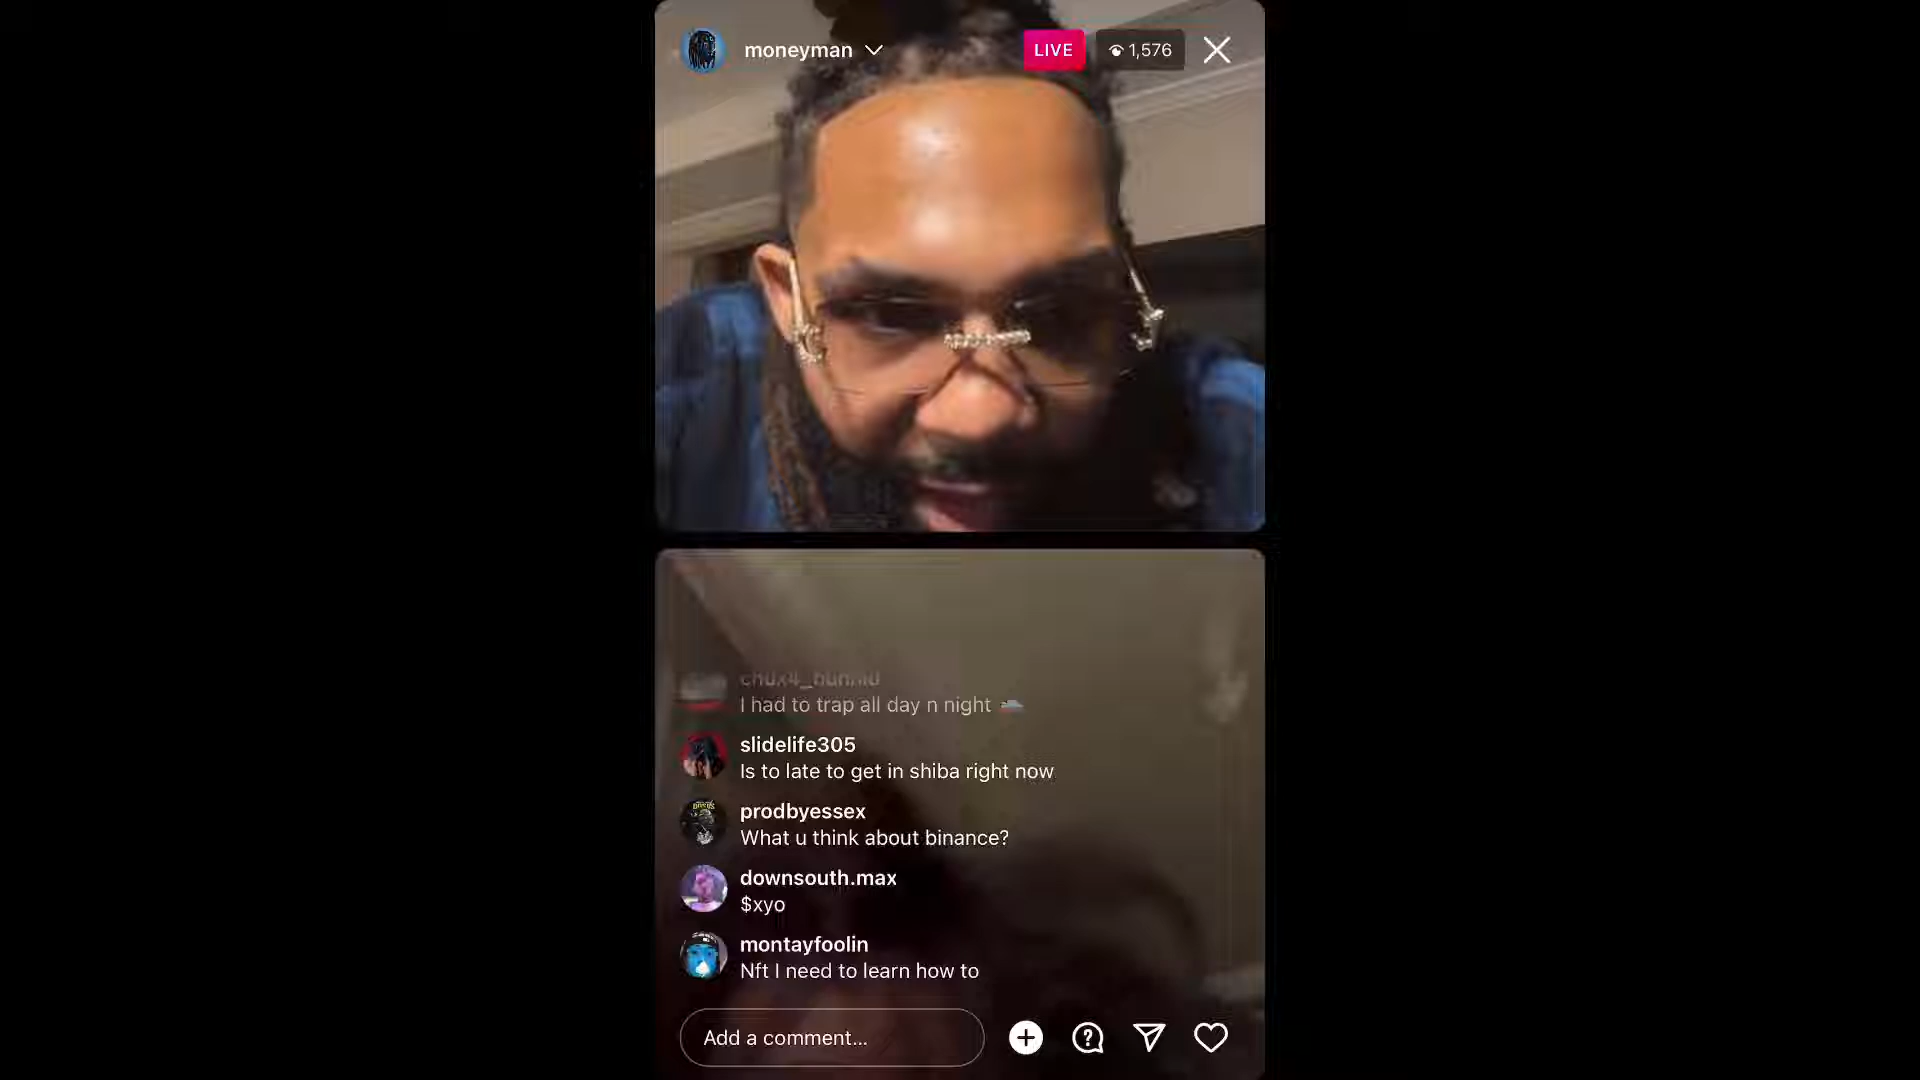 moneyman
LIVE
1,576
I had to trap all day n night
slidelife305
Is to late to get in shiba right now
prodbyessex
What u think about binance?
downsouth.max
$xyo
montayfoolin
Nft I need to learn how to
Add a comment...